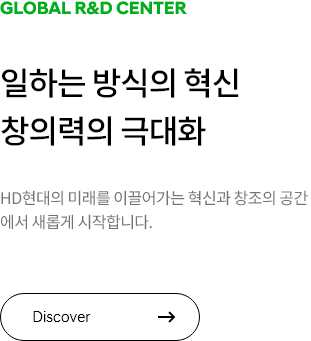 GLOBAL R&D CENTER
일하는 방식의 혁신
창의력의 극대화
HD현대의 미래를 이끌어가는 혁신과 창조의 공간
에서 새롭게 시작합니다.
Discover